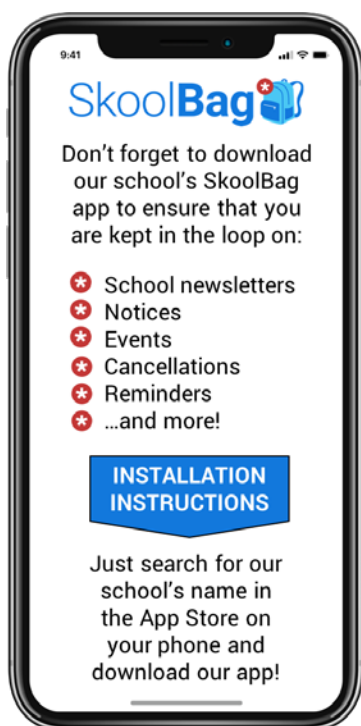 9:41
SkoolBag
Don't forget to download
our school's SkoolBag
app to ensure that you
are kept in the loop on:
School newsletters
Notices
Events
Cancellations
Reminders
...and more!
INSTALLATION
INSTRUCTIONS
Just search for our
school's name in
the App Store on
your phone and
download our app!